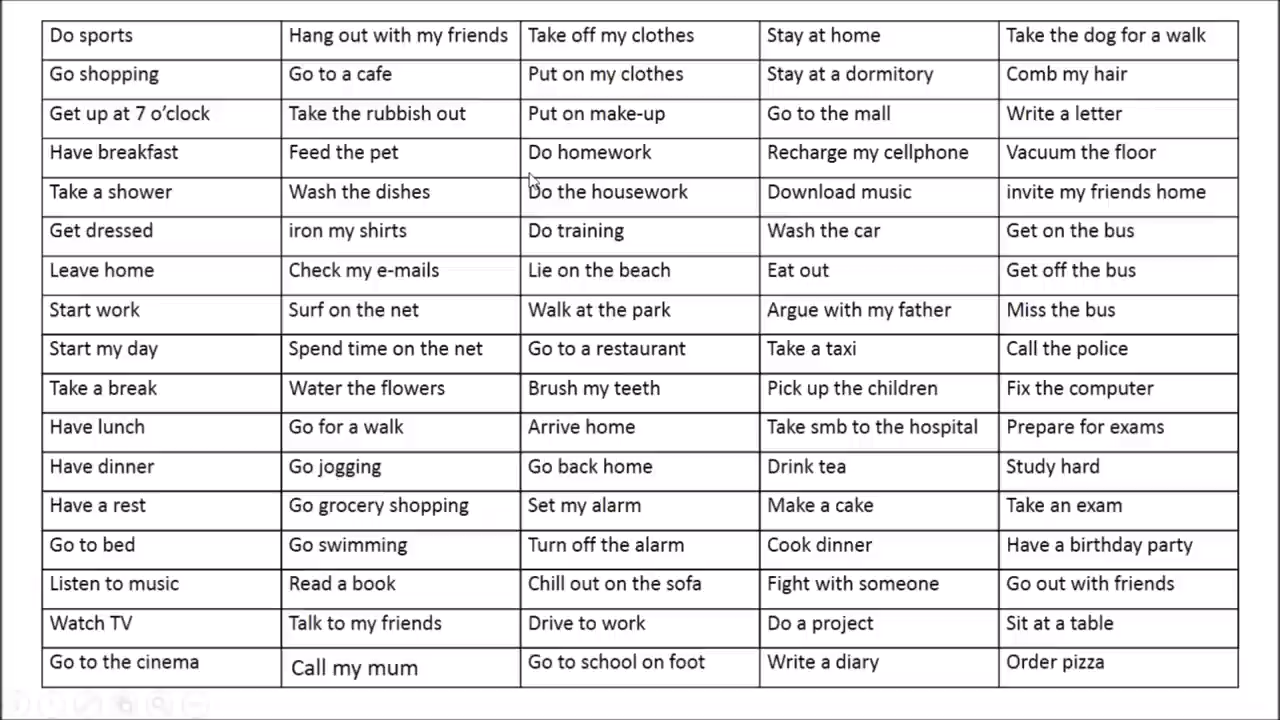 Do sports
Hang out with my friends
Take off my clothes
Stay at home
Take the dog for a walk
Go shopping
Go to a cafe
Put on my clothes
Stay at a dormitory
Comb my hair
Get up at 7 o’clock
Take the rubbish out
Put on make-up
Go to the mall
Write a letter
Have breakfast
Feed the pet
Do homework
Recharge my cellphone
Vacuum the floor
Take a shower
Wash the dishes
Do the housework
Download music
invite my friends home
Get dressed
iron my shirts
Do training
Wash the car
Get on the bus
Leave home
Check my e-mails
Lie on the beach
Eat out
Get off the bus
Start work
Surf on the net
Walk at the park
Argue with my father
Miss the bus
Start my day
Spend time on the net
Go to a restaurant
Take a taxi
Call the police
Take a break
Water the flowers
Brush my teeth
Pick up the children
Fix the computer
Have lunch
Go for a walk
Arrive home
Take smb to the hospital
Prepare for exams
Have dinner
Go jogging
Go back home
Drink tea
Study hard
Have a rest
Go grocery shopping
Set my alarm
Make a cake
Take an exam
Go to bed
Go swimming
Turn off the alarm
Cook dinner
Have a birthday party
Listen to music
Read a book
Chill out on the sofa
Fight with someone
Go out with friends
Watch TV
Talk to my friends
Drive to work
Do a project
Sit at a table
Go to the cinema
Call my mum
Go to school on foot
Write a diary
Order pizza